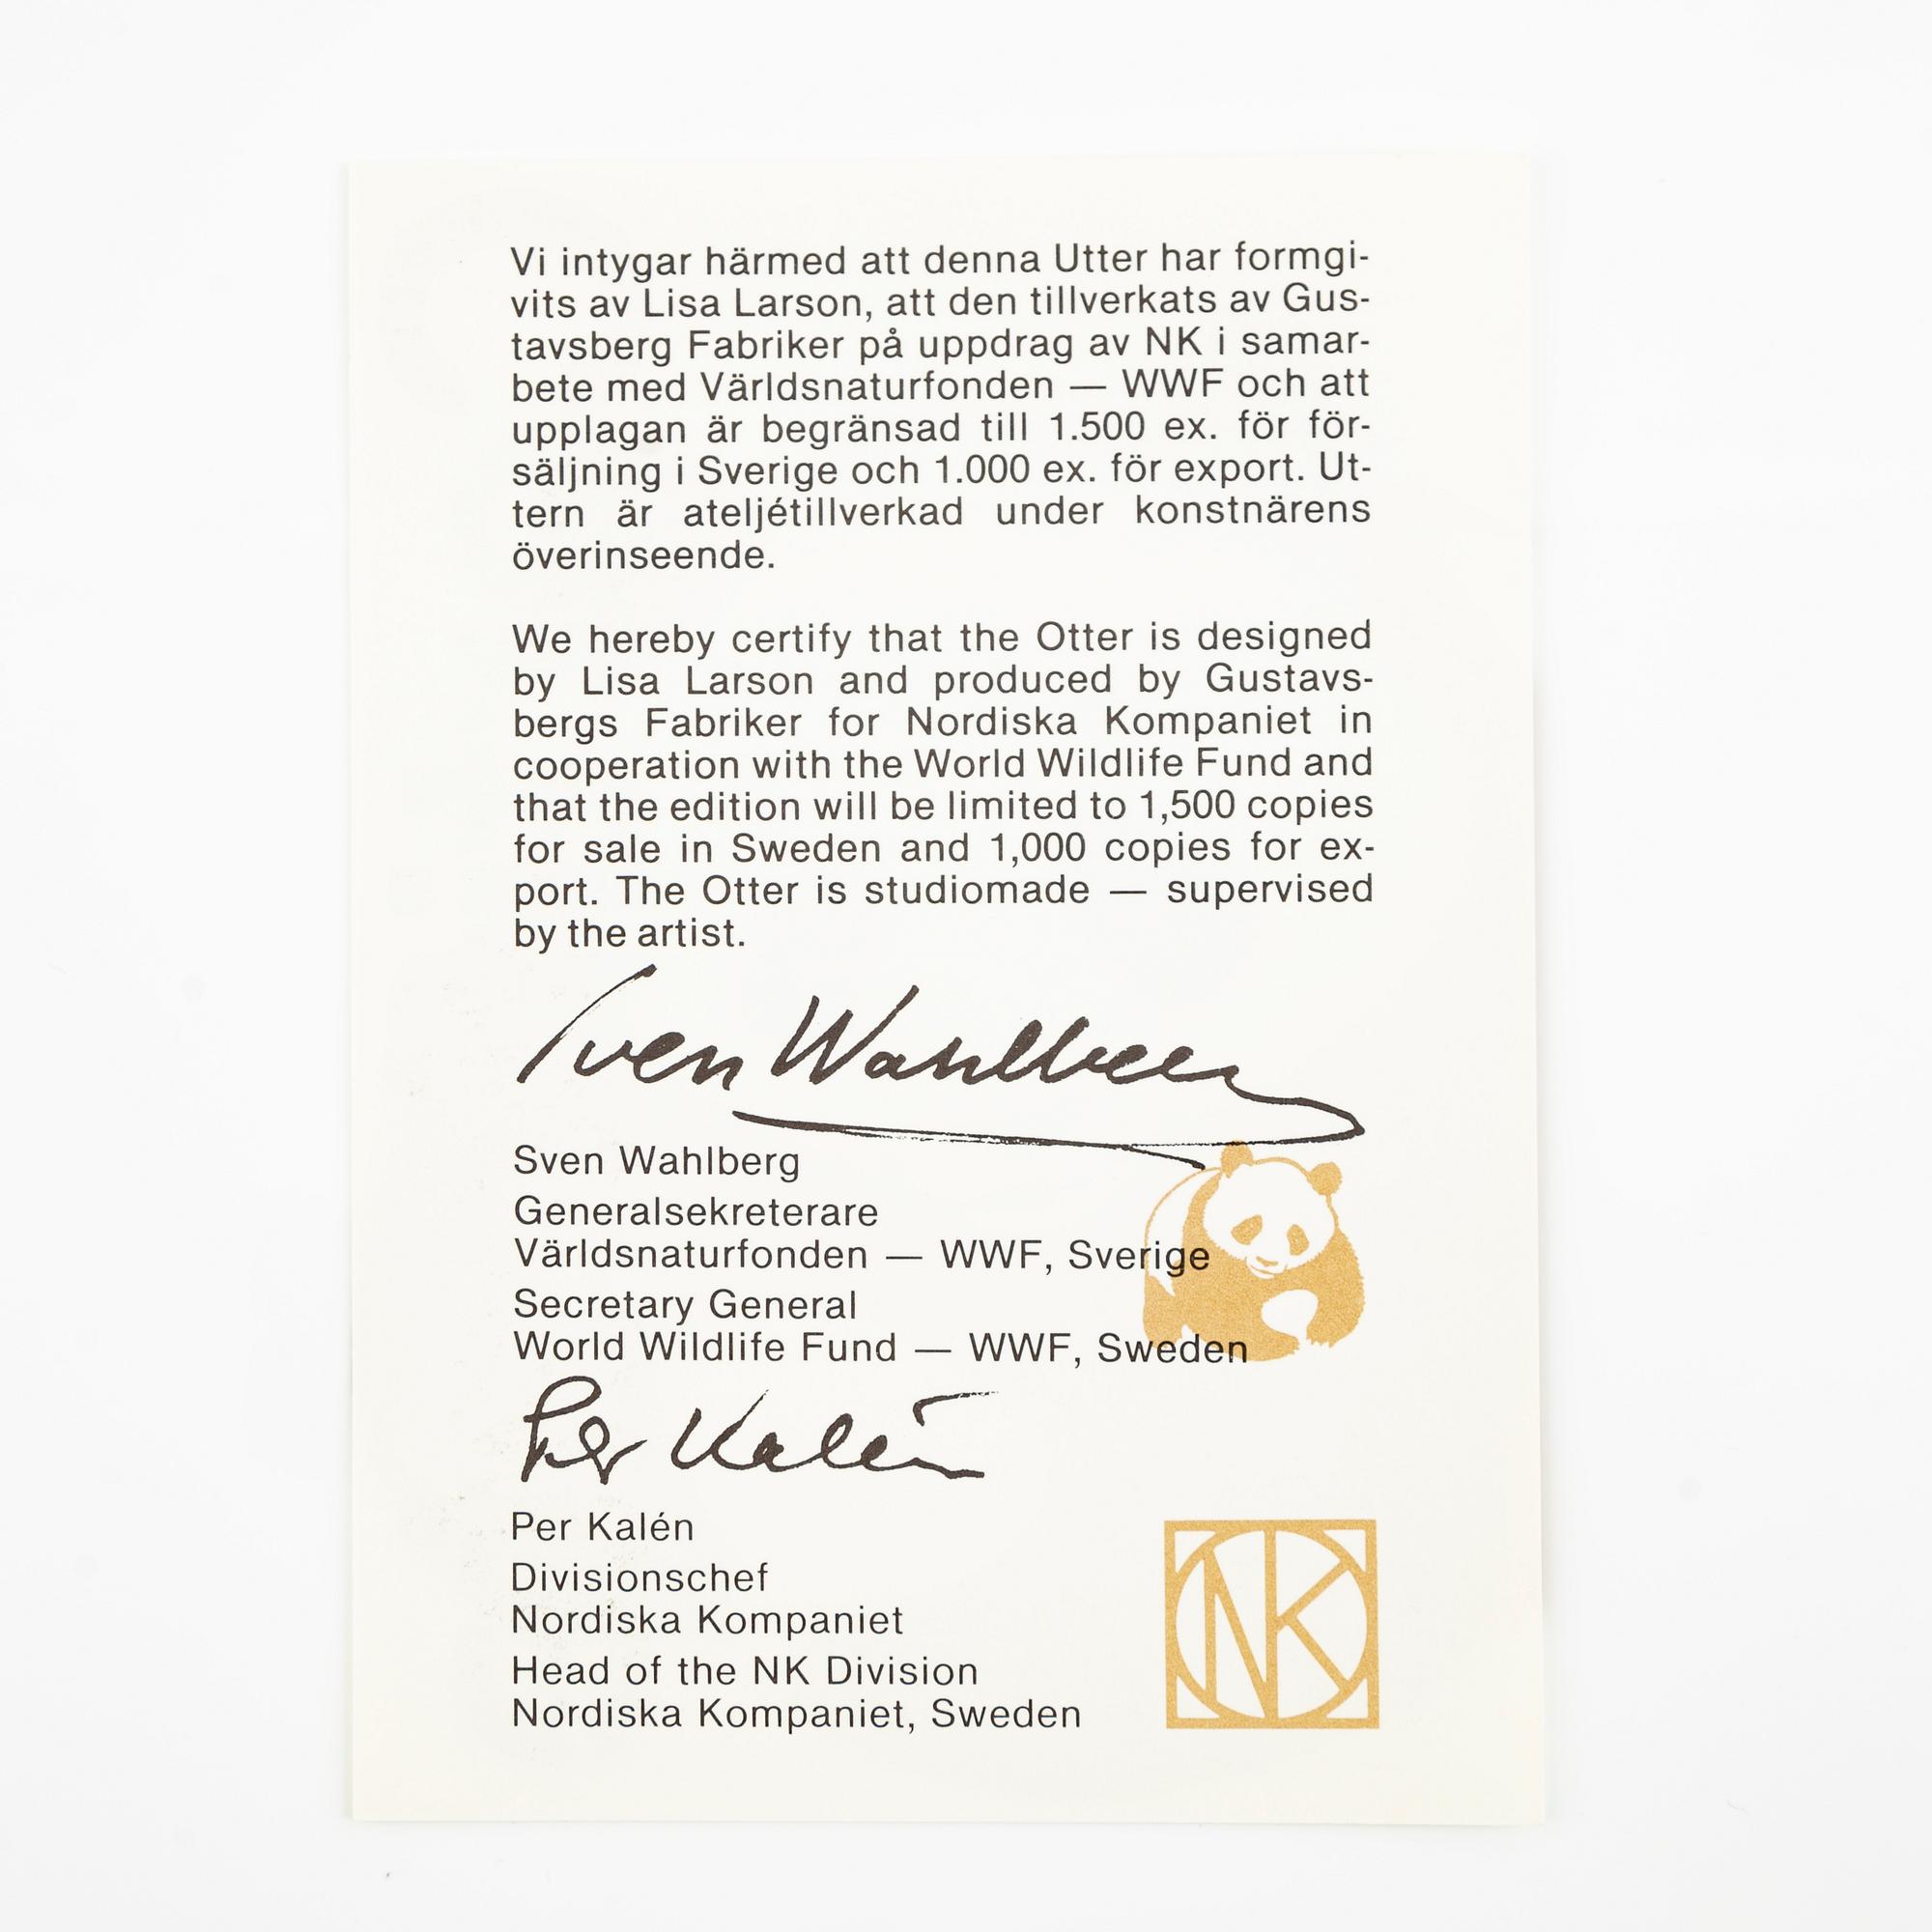 Vi intygar härmed att denna Utter har formgi-
vits av Lisa Larson, att den tillverkats av Gus-
tavsberg Fabriker på uppdrag av NK i samar-
bete med Världsnaturfonden — WWF och att
upplagan är begränsad till 1.500 ex. för för-
säljning i Sverige och 1.000 ex. för export. Ut-
tern är ateljétillverkad under konstnärens
överinseende.
We hereby certify that the Otter is designed
by Lisa Larson and produced by Gustavs-
bergs Fabriker for Nordiska Kompaniet in
cooperation with the World Wildlife Fund and
that the edition will be limited to 1,500 copies
for sale in Sweden and 1,000 copies for ex-
port. The Otter is studiomade — supervised
by the artist.
Sven Wahlberg
Sven Wahlberg
Generalsekreterare
Världsnaturfonden — WWF, Sverige
Secretary General
World Wildlife Fund — WWF, Sweden
Per Kalén
Per Kalén
Divisionschef
Nordiska Kompaniet
Head of the NK Division
Nordiska Kompaniet, Sweden
NK